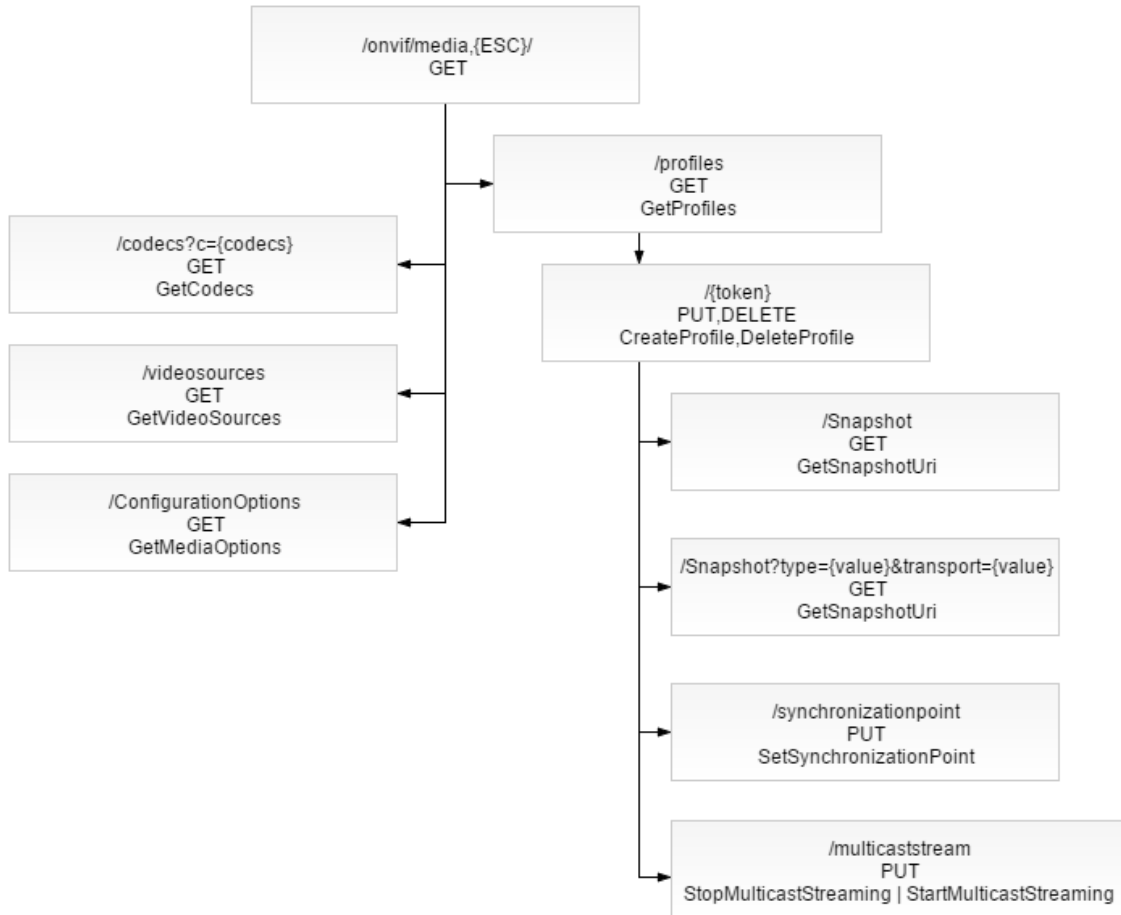 /onvif/media,{ESC}/
GET
/profiles
GET
GetProfiles
/codecs?c={codecs}
GET
GetCodecs
/{token}
PUT,DELETE
CreateProfile,DeleteProfile
/videosources
GET
GetVideoSources
/Snapshot
GET
GetSnapshotUri
/ConfigurationOptions
GET
GetMediaOptions
/Snapshot?type={value}&transport={value}
GET
GetSnapshotUri
/synchronizationpoint
PUT
SetSynchronizationPoint
/multicaststream
PUT
StopMulticastStreaming | StartMulticastStreaming